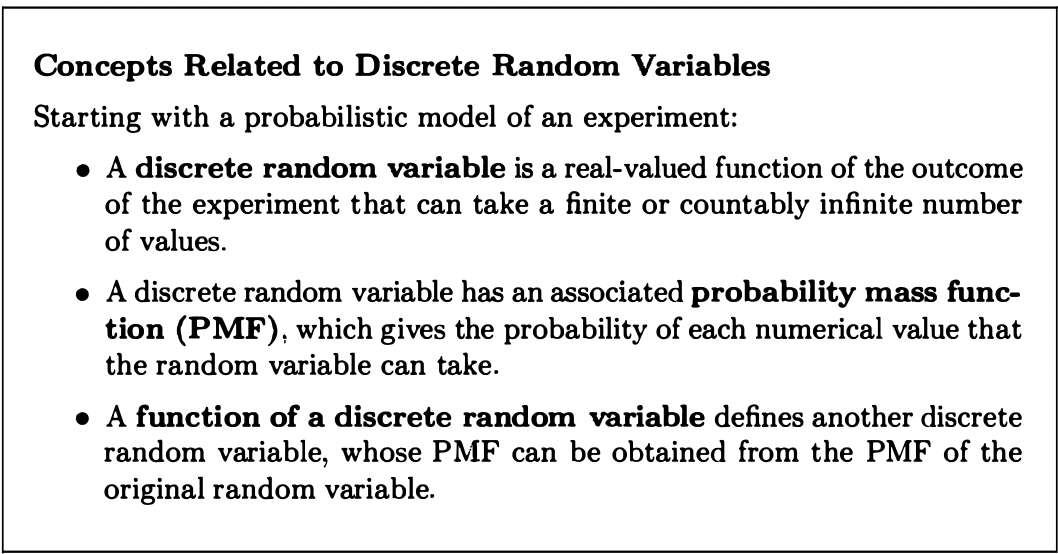 Concepts Related to Discrete Random Variables
Starting with a probabilistic model of an experiment:
• A discrete random variable is a real-valued function of the outcome
of the experiment that can take a finite or countably infinite number
of values.
• A discrete random variable has an associated probability mass func-
tion (PMF), which gives the probability of each numerical value that
the random variable can take.
• A function of a discrete random variable defines another discrete
random variable, whose PMF can be obtained from the PMF of the
original random variable.